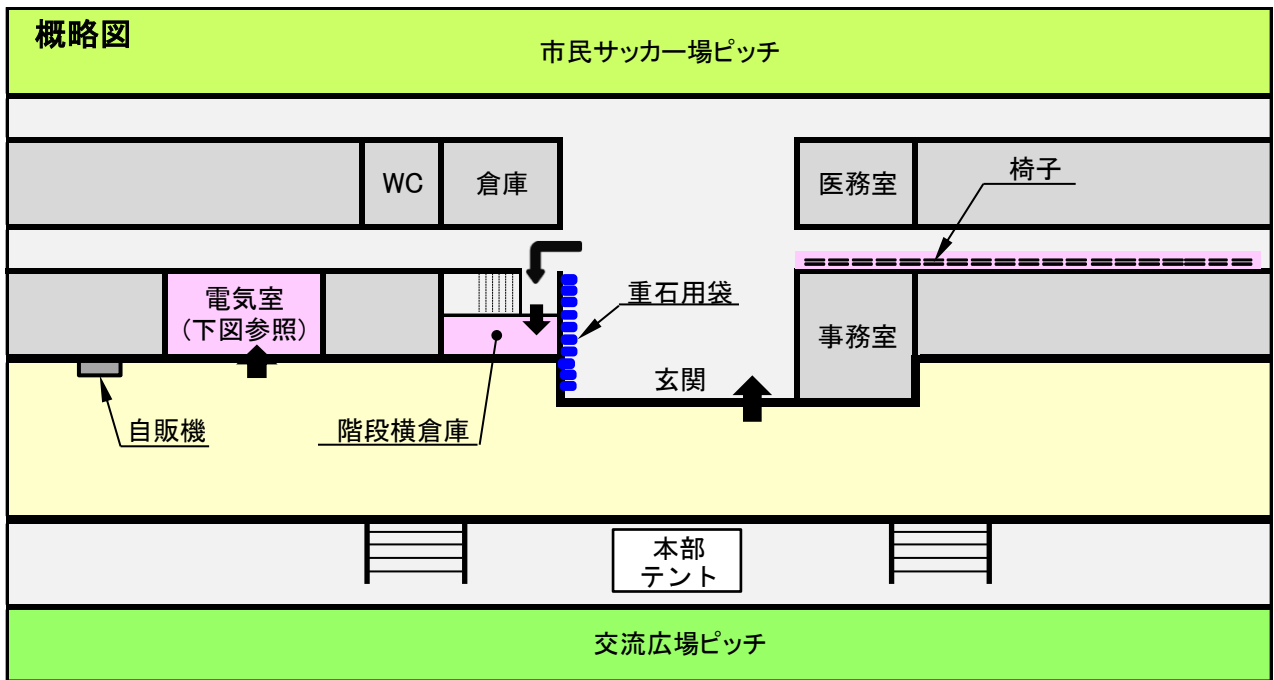 概略図
市民サッカー場ピッチ
WC
倉庫
医務室
椅子
電気室
(下図参照)
重石用袋
事務室
玄関
自販機
階段横倉庫
本部
テント
交流広場ピッチ